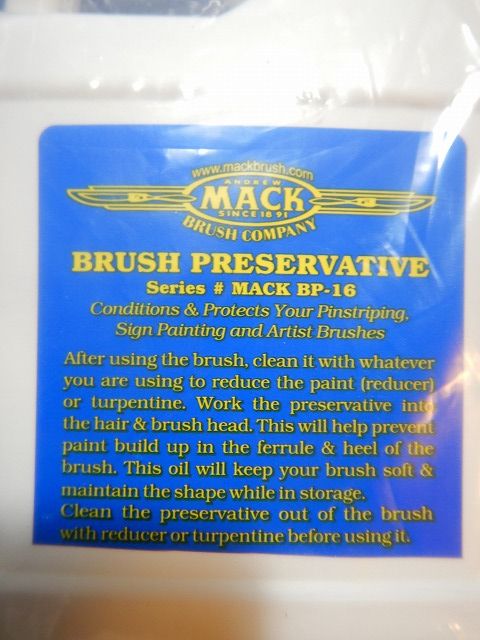 www.mackbrush.com
ANDREW
MACK
SINCE 1891
BRUSH COMPANY
BRUSH PRESERVATIVE
Series # MACK BP-16
Conditions & Protects Your Pinstriping,
Sign Painting and Artist Brushes
After using the brush, clean it with whatever
you are using to reduce the paint (reducer)
or turpentine. Work the preservative into
the hair & brush head. This will help prevent
paint build up in the ferrule & heel of the
brush. This oil will keep your brush soft &
maintain the shape while in storage.
Clean the preservative out of the brush
with reducer or turpentine before using it.